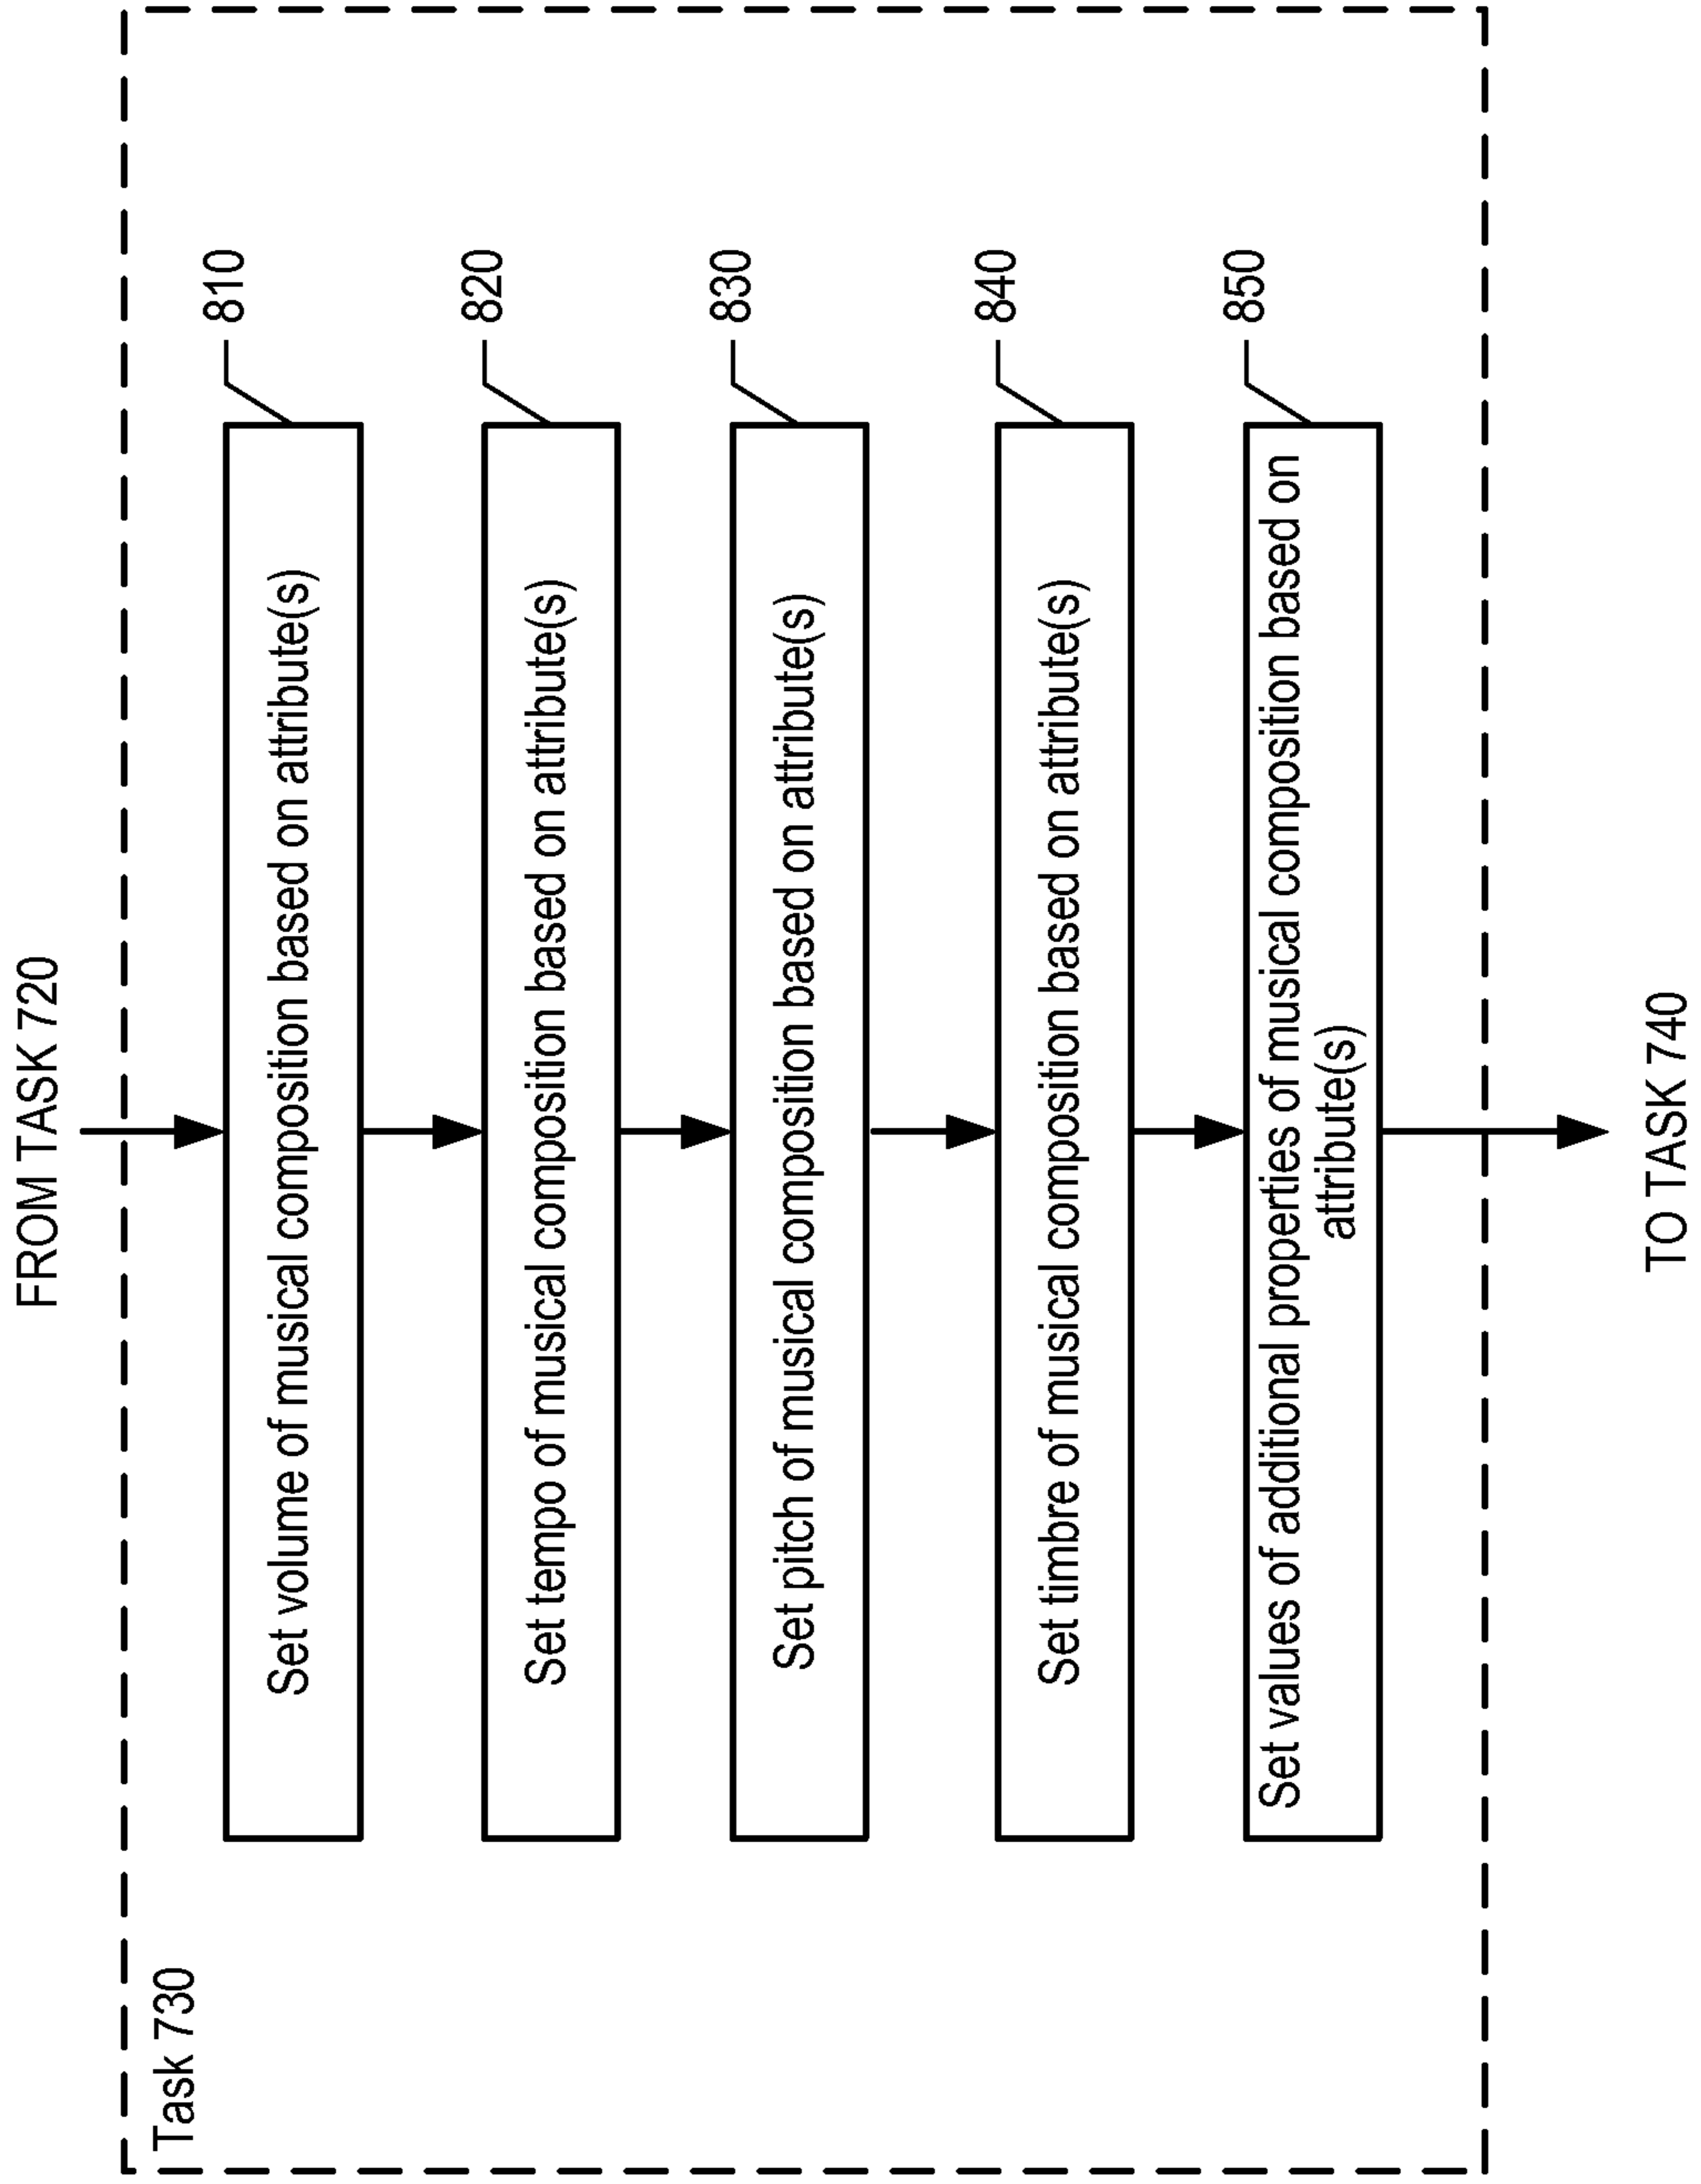 FROM TASK 720
Task 730
810
Set volume of musical composition based on attribute(s)
820
Set tempo of musical composition based on attribute(s)
830
Set pitch of musical composition based on attribute(s)
840
Set timbre of musical composition based on attribute(s)
850
Set values of additional properties of musical composition based on
attribute(s)
TO TASK 740